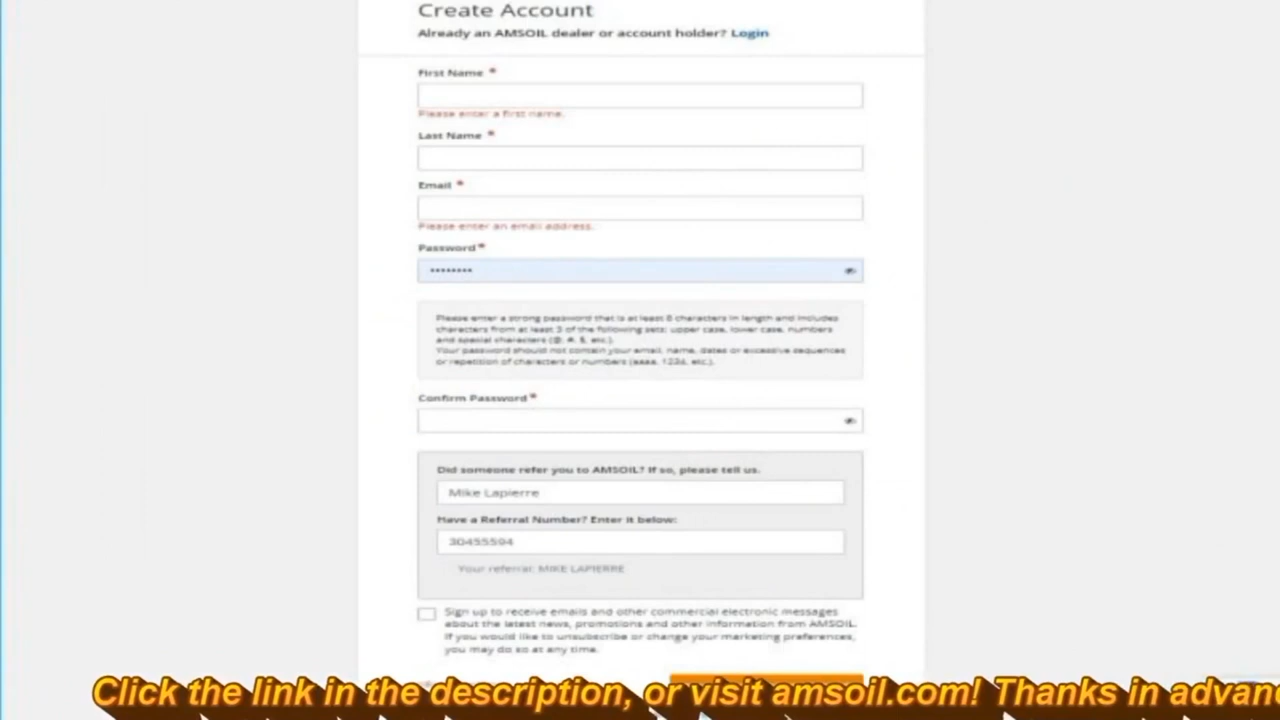 Create Account
Already an AMSOIL dealer or account holder? Login
First Name *
Please enter a first name.
Last Name *
Email *
Please enter an email address.
Password *
••••••••
Please enter a strong password that is at least 8 characters in length and includes
characters from at least 3 of the following sets: upper case, lower case, numbers
and special characters (@, #, $, etc.).
Your password should not contain your email, name, dates or excessive sequences
or repetition of characters or numbers (aaaa, 1234, etc.).
Confirm Password *
Did someone refer you to AMSOIL? If so, please tell us.
Mike Lapierre
Have a Referral Number? Enter it below:
30455594
Your referral: MIKE LAPIERRE
Sign up to receive emails and other commercial electronic messages
about the latest news, promotions and other information from AMSOIL.
If you would like to unsubscribe or change your marketing preferences,
you may do so at any time.
Click the link in the description, or visit amsoil.com! Thanks in advan